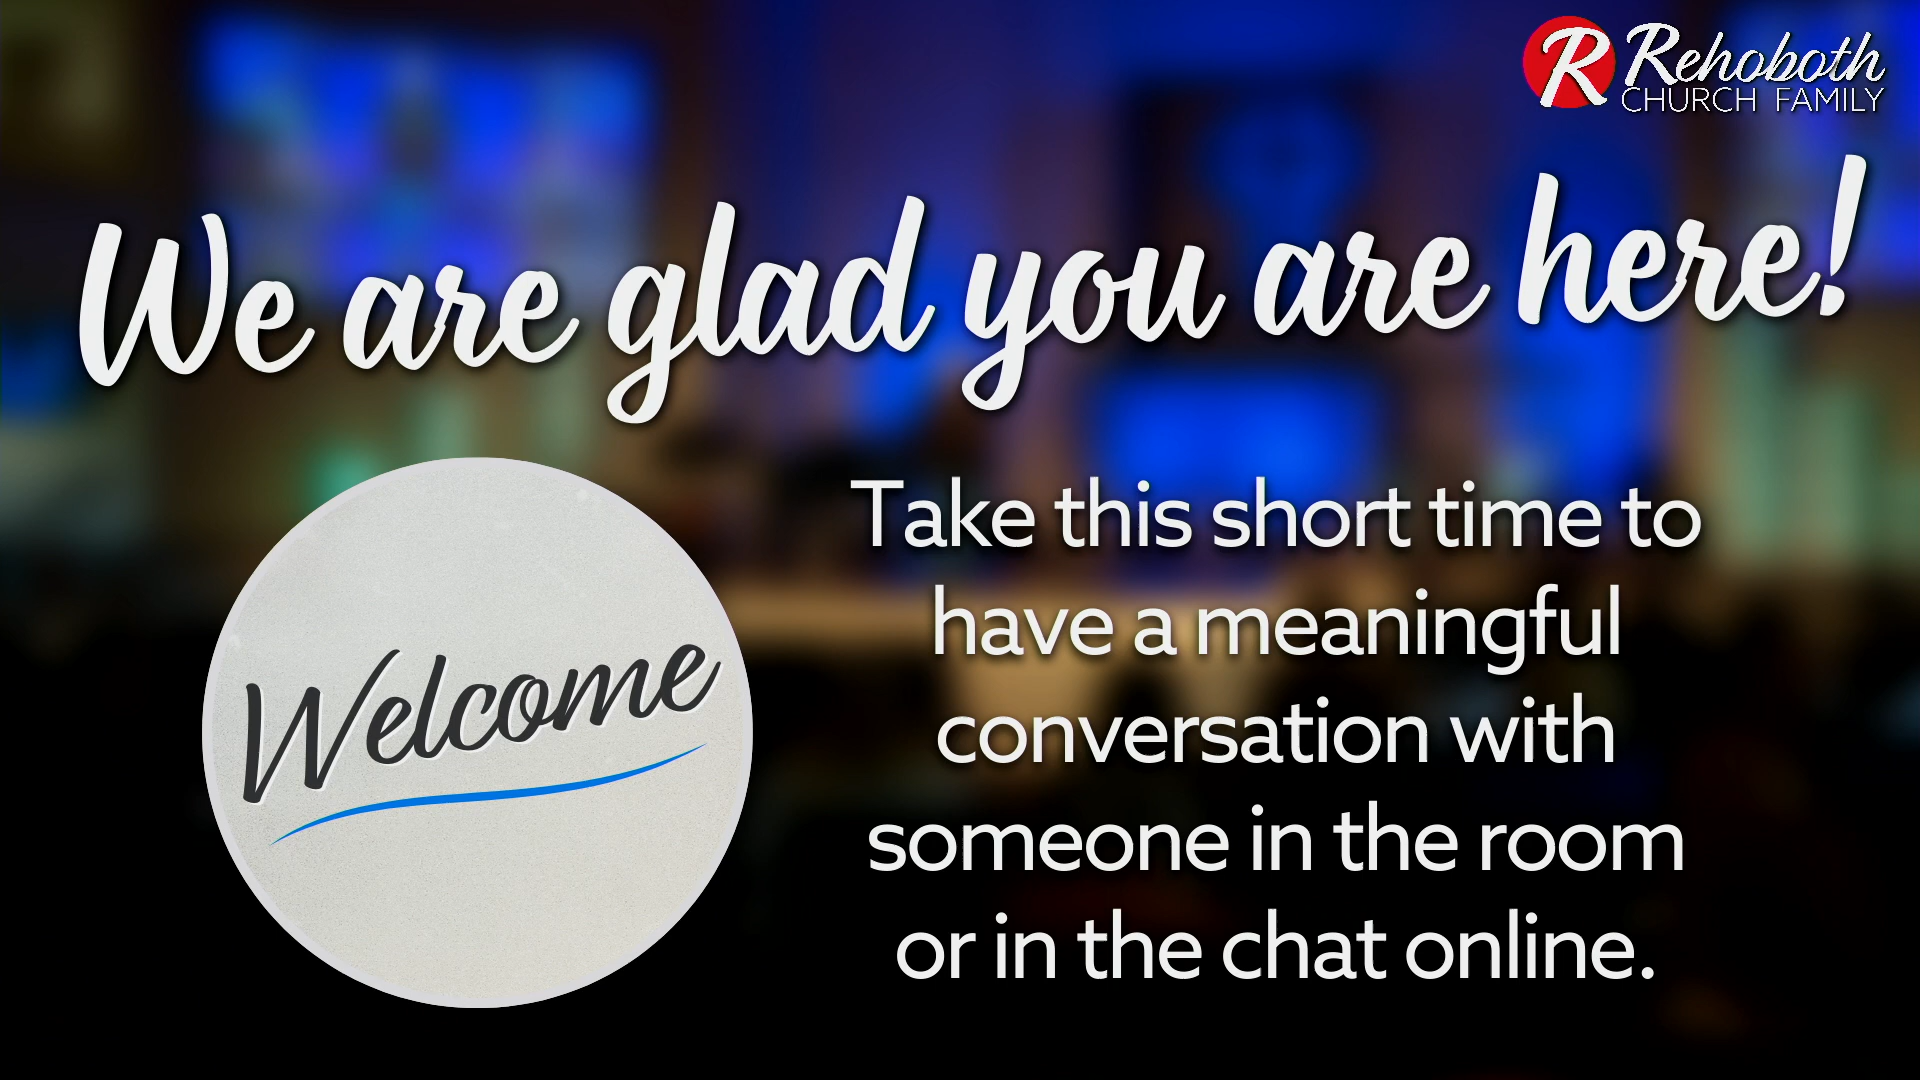 R Rehoboth
CHURCH FAMILY
We are glad you are here!
Welcome
Take this short time to
have a meaningful
conversation with
someone in the room
or in the chat online.